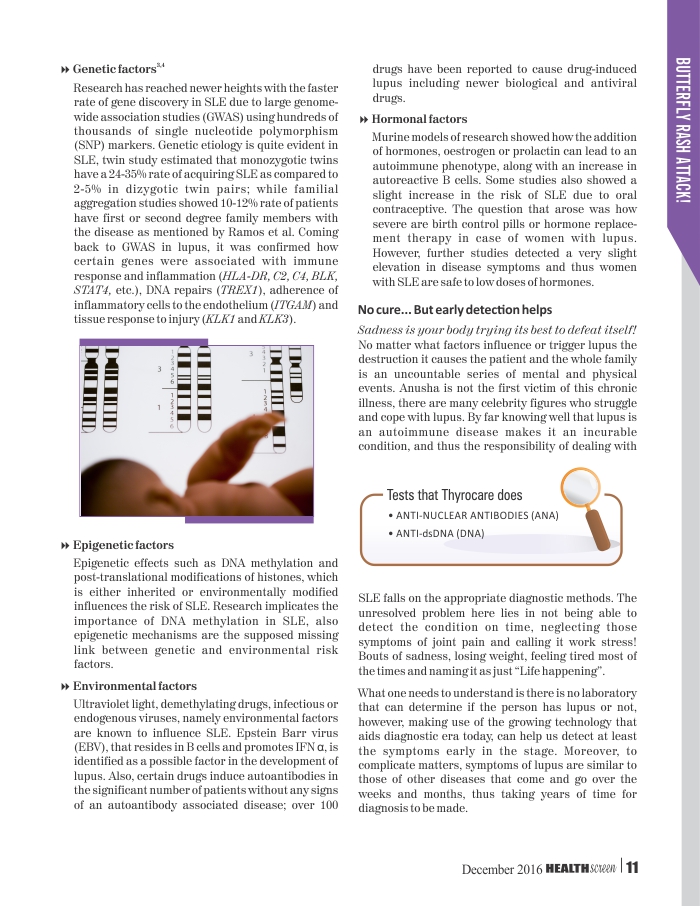 Genetic factors3,4
Research has reached newer heights with the faster
rate of gene discovery in SLE due to large genome-
wide association studies (GWAS) using hundreds of
thousands of single nucleotide polymorphism
(SNP) markers. Genetic etiology is quite evident in
SLE, twin study estimated that monozygotic twins
have a 24-35% rate of acquiring SLE as compared to
2-5% in dizygotic twin pairs; while familial
aggregation studies showed 10-12% rate of patients
have first or second degree family members with
the disease as mentioned by Ramos et al. Coming
back to GWAS in lupus, it was confirmed how
certain genes were associated with immune
response and inflammation (HLA-DR, C2, C4, BLK,
STAT4, etc.), DNA repairs (TREX1), adherence of
inflammatory cells to the endothelium (ITGAM) and
tissue response to injury (KLK1 and KLK3).
Epigenetic factors
Epigenetic effects such as DNA methylation and
post-translational modifications of histones, which
is either inherited or environmentally modified
influences the risk of SLE. Research implicates the
importance of DNA methylation in SLE, also
epigenetic mechanisms are the supposed missing
link between genetic and environmental risk
factors.
Environmental factors
Ultraviolet light, demethylating drugs, infectious or
endogenous viruses, namely environmental factors
are known to influence SLE. Epstein Barr virus
(EBV), that resides in B cells and promotes IFN α, is
identified as a possible factor in the development of
lupus. Also, certain drugs induce autoantibodies in
the significant number of patients without any signs
of an autoantibody associated disease; over 100
drugs have been reported to cause drug-induced
lupus including newer biological and antiviral
drugs.
Hormonal factors
Murine models of research showed how the addition
of hormones, oestrogen or prolactin can lead to an
autoimmune phenotype, along with an increase in
autoreactive B cells. Some studies also showed a
slight increase in the risk of SLE due to oral
contraceptive. The question that arose was how
severe are birth control pills or hormone replace-
ment therapy in case of women with lupus.
However, further studies detected a very slight
elevation in disease symptoms and thus women
with SLE are safe to low doses of hormones.
No cure... But early detection helps
Sadness is your body trying its best to defeat itself!
No matter what factors influence or trigger lupus the
destruction it causes the patient and the whole family
is an uncountable series of mental and physical
events. Anusha is not the first victim of this chronic
illness, there are many celebrity figures who struggle
and cope with lupus. By far knowing well that lupus is
an autoimmune disease makes it an incurable
condition, and thus the responsibility of dealing with
Tests that Thyrocare does
• ANTI-NUCLEAR ANTIBODIES (ANA)
• ANTI-dsDNA (DNA)
SLE falls on the appropriate diagnostic methods. The
unresolved problem here lies in not being able to
detect the condition on time, neglecting those
symptoms of joint pain and calling it work stress!
Bouts of sadness, losing weight, feeling tired most of
the times and naming it as just “Life happening”.
What one needs to understand is there is no laboratory
that can determine if the person has lupus or not,
however, making use of the growing technology that
aids diagnostic era today, can help us detect at least
the symptoms early in the stage. Moreover, to
complicate matters, symptoms of lupus are similar to
those of other diseases that come and go over the
weeks and months, thus taking years of time for
diagnosis to be made.
BUTTERFLY RASH ATTACK!
December 2016 HEALTHscreen | 11